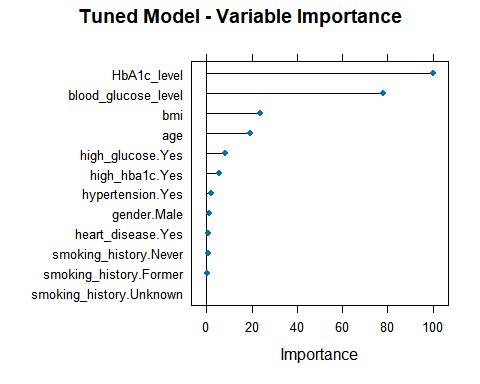 Tuned Model - Variable Importance
HbA1c_level
blood_glucose_level
bmi
age
high_glucose.Yes
high_hba1c.Yes
hypertension.Yes
gender.Male
heart_disease.Yes
smoking_history.Never
smoking_history.Former
smoking_history.Unknown
0 20 40 60 80 100
Importance